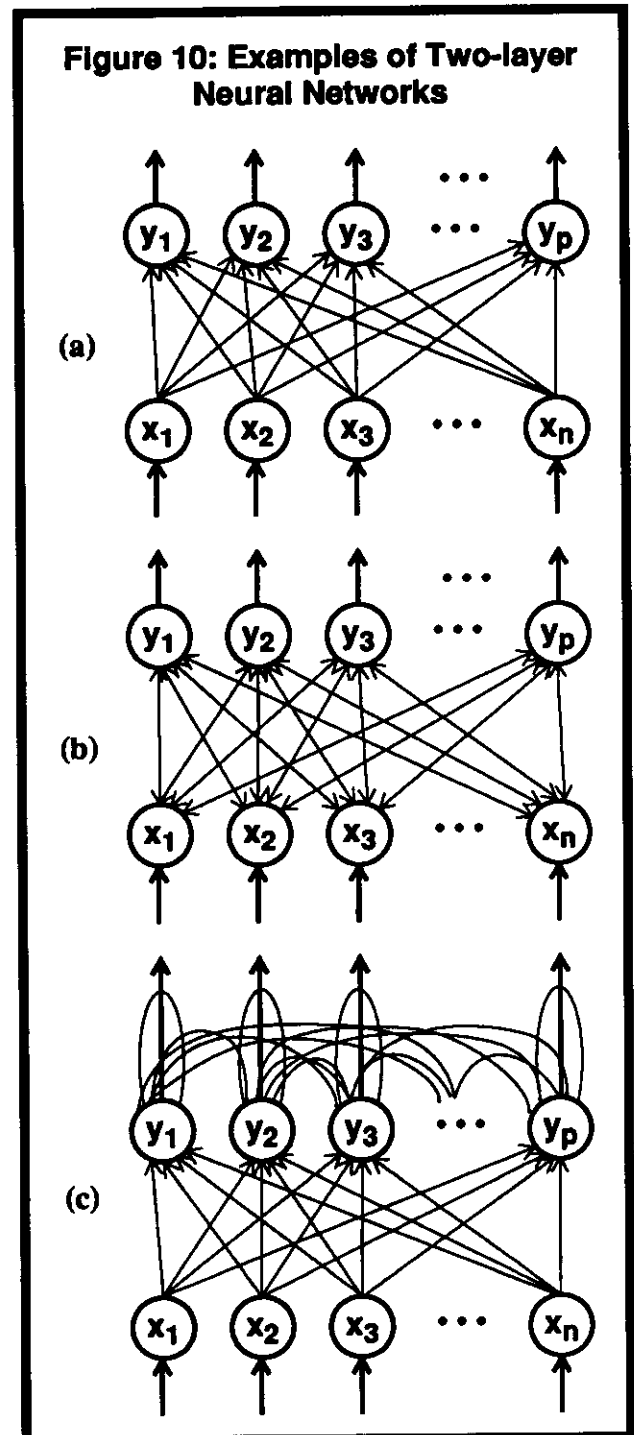 Figure 10: Examples of Two-layer
Neural Networks
...
y1 y2 y3 ... yp
(a)
x1 x2 x3 ... xn
...
y1 y2 y3 ... yp
(b)
x1 x2 x3 ... xn
y1 y2 y3 ... yp
(c)
x1 x2 x3 ... xn